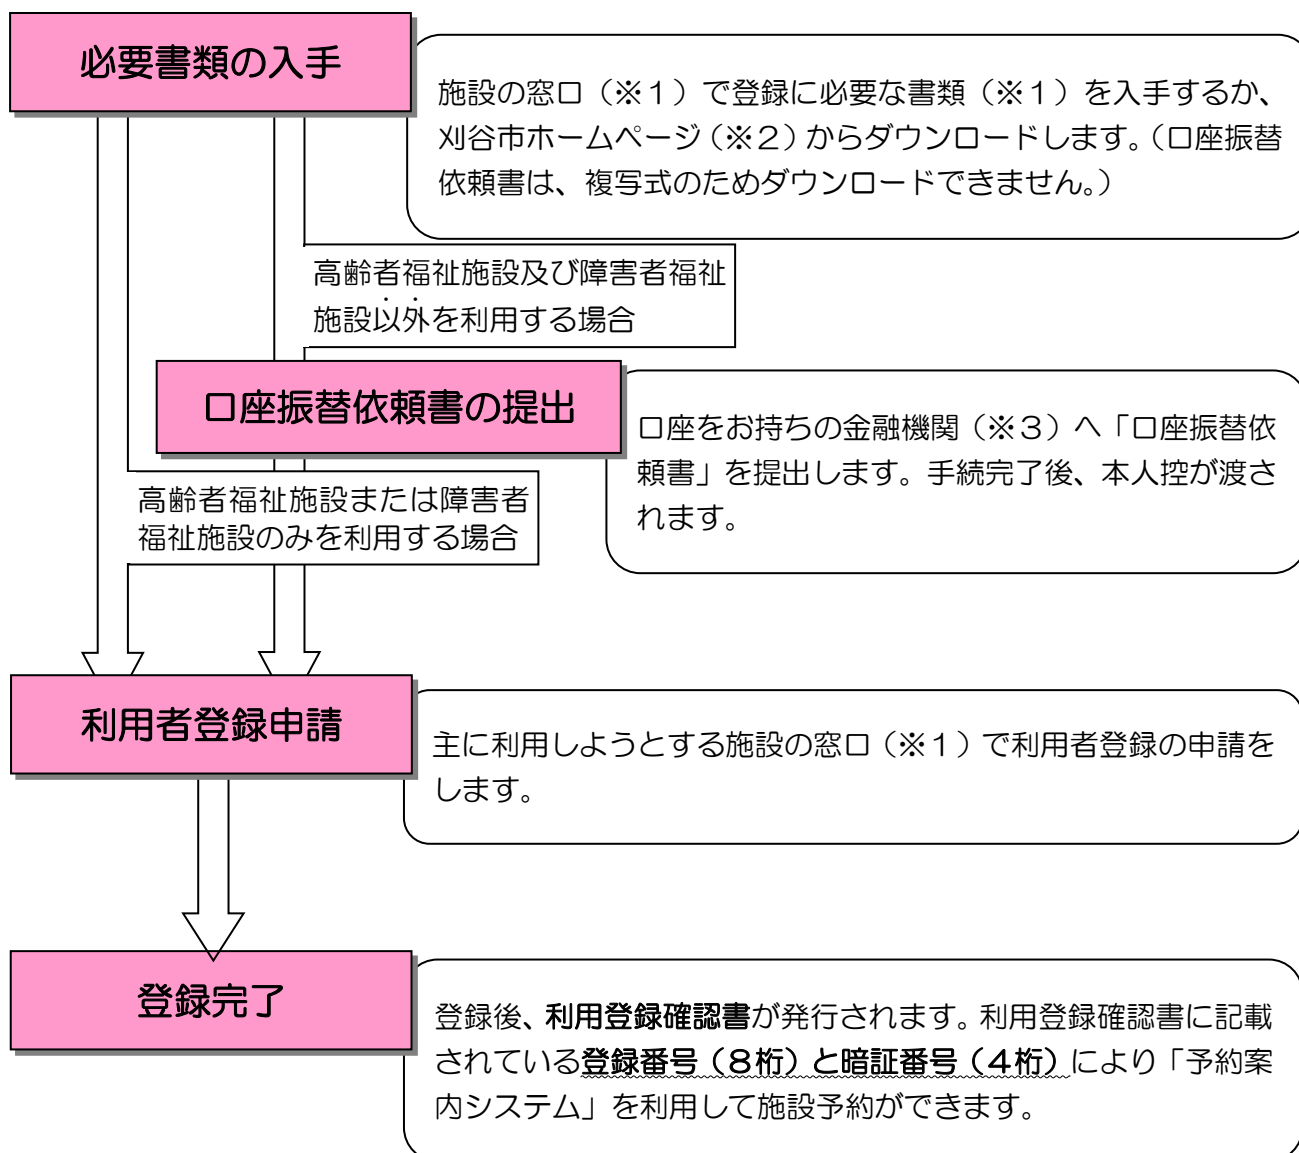 必要書類の入手
施設の窓口（※１）で登録に必要な書類（※１）を入手するか、
刈谷市ホームページ（※２）からダウンロードします。（口座振替
依頼書は、複写式のためダウンロードできません。）
高齢者福祉施設及び障害者福祉
施設以外を利用する場合
口座振替依頼書の提出
口座をお持ちの金融機関（※３）へ「口座振替依
頼書」を提出します。手続完了後、本人控が渡さ
れます。
高齢者福祉施設または障害者
福祉施設のみを利用する場合
利用者登録申請
主に利用しようとする施設の窓口（※１）で利用者登録の申請を
します。
登録完了
登録後、利用登録確認書が発行されます。利用登録確認書に記載
されている登録番号（８桁）と暗証番号（４桁）により「予約案
内システム」を利用して施設予約ができます。